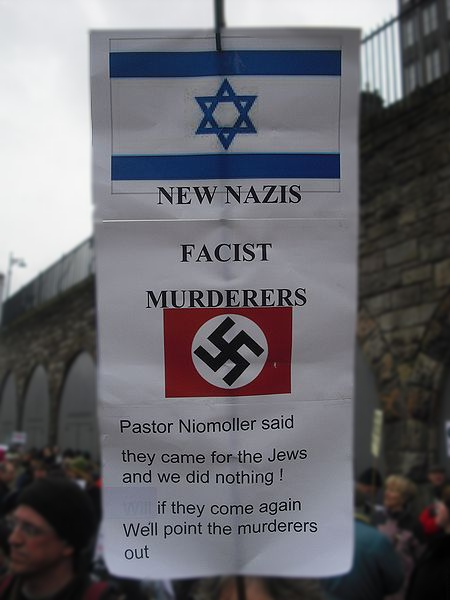 NEW NAZIS
FACIST
MURDERERS
Pastor Niomoller said
they came for the Jews
and we did nothing !
Will if they come again
We'll point the murderers
out